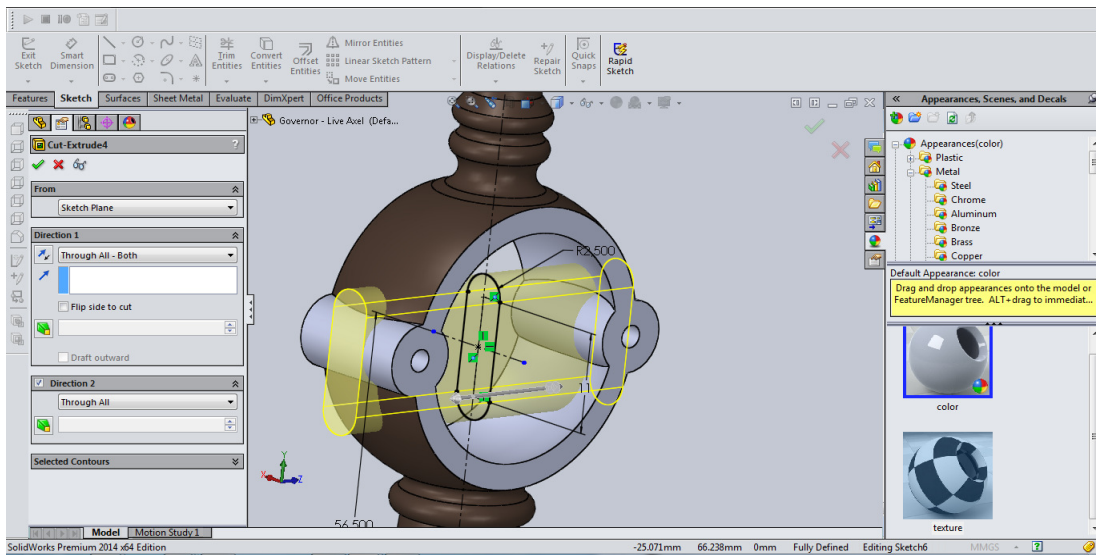 Exit Sketch
Smart Dimension
Trim Entities
Convert Entities
Offset Entities
Mirror Entities
Linear Sketch Pattern
Move Entities
Display/Delete Relations
Repair Sketch
Quick Snaps
Rapid Sketch
Features
Sketch
Surfaces
Sheet Metal
Evaluate
DimXpert
Office Products
Governor - Live Axel (Defa...
Cut-Extrude4
?
From
Sketch Plane
Direction 1
Through All - Both
Flip side to cut
Draft outward
Direction 2
Through All
Selected Contours
R2.500
11
56.500
Y
X
Z
Appearances, Scenes, and Decals
Appearances(color)
Plastic
Metal
Steel
Chrome
Aluminum
Bronze
Brass
Copper
Default Appearance: color
Drag and drop appearances onto the model or
FeatureManager tree. ALT+drag to immediat...
color
texture
Model
Motion Study 1
SolidWorks Premium 2014 x64 Edition
-25.071mm
66.238mm
0mm
Fully Defined
Editing Sketch6
MMGS
?